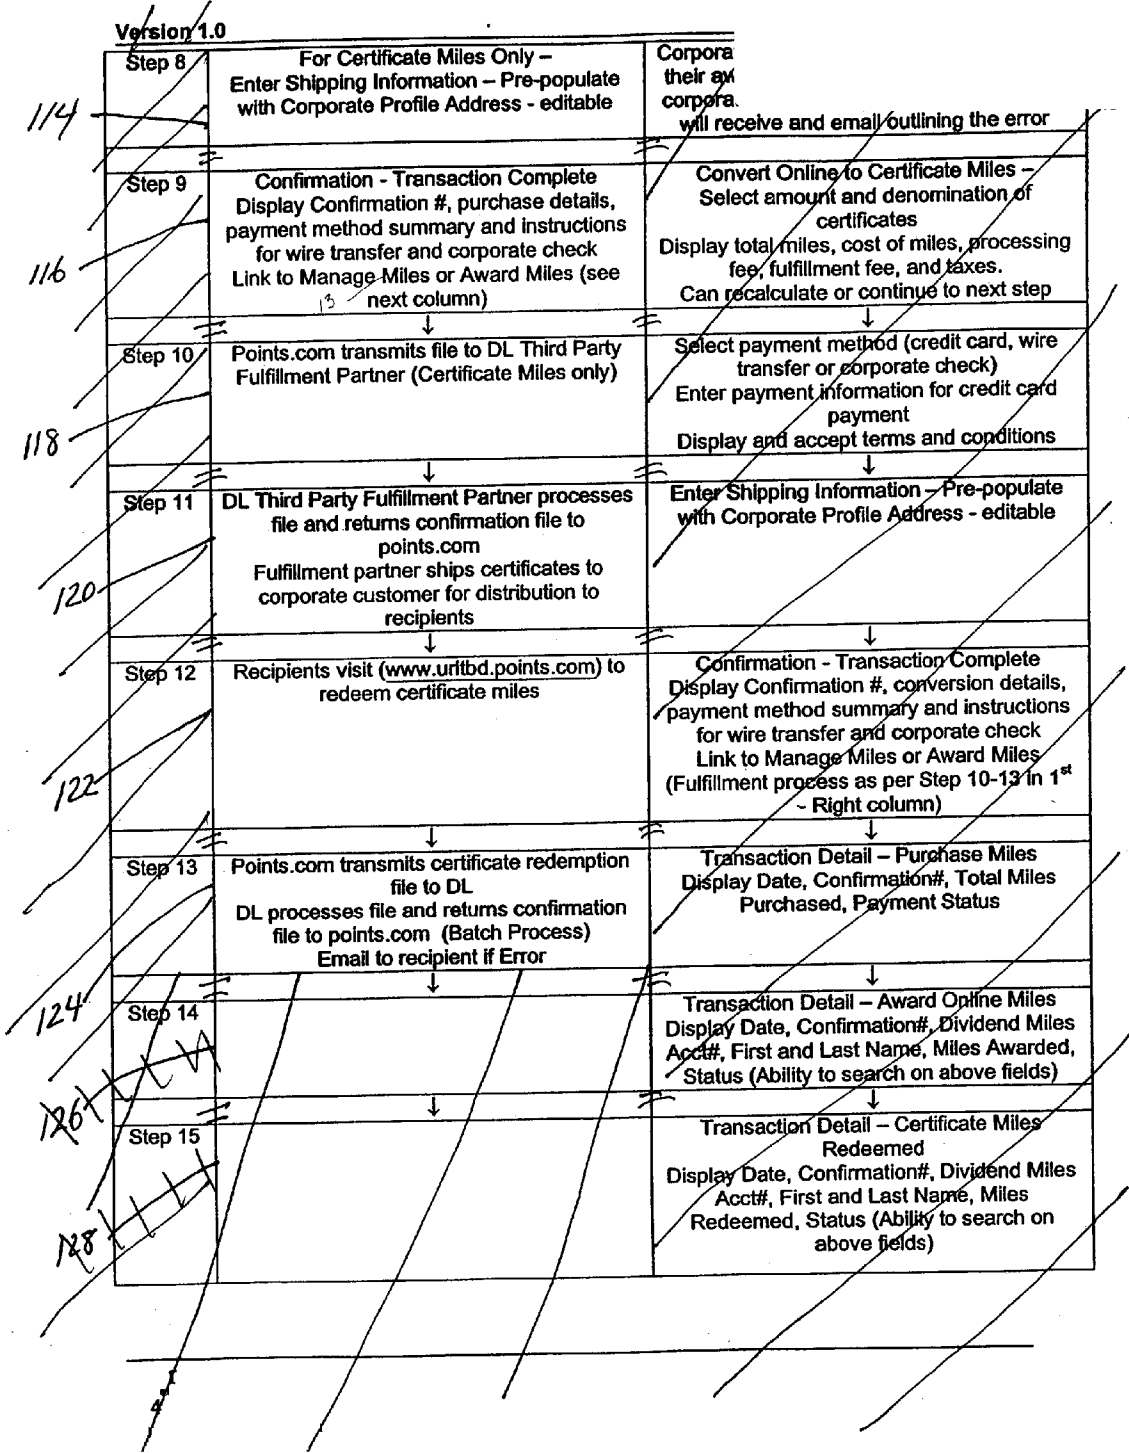 Version 1.0
Step 8
For Certificate Miles Only –
Enter Shipping Information – Pre-populate
with Corporate Profile Address - editable
Corpora
their aw
corpora.
will receive and email outlining the error
114
Step 9
Confirmation - Transaction Complete
Display Confirmation #, purchase details,
payment method summary and instructions
for wire transfer and corporate check
Link to Manage Miles or Award Miles (see
next column)
13
Convert Online to Certificate Miles –
Select amount and denomination of
certificates
Display total miles, cost of miles, processing
fee, fulfillment fee, and taxes.
Can recalculate or continue to next step
116
↓
↓
Step 10
Points.com transmits file to DL Third Party
Fulfillment Partner (Certificate Miles only)
Select payment method (credit card, wire
transfer or corporate check)
Enter payment information for credit card
payment
Display and accept terms and conditions
118
↓
↓
Step 11
DL Third Party Fulfillment Partner processes
file and returns confirmation file to
points.com
Fulfillment partner ships certificates to
corporate customer for distribution to
recipients
Enter Shipping Information – Pre-populate
with Corporate Profile Address - editable
120
↓
↓
Step 12
Recipients visit (www.urltbd.points.com) to
redeem certificate miles
Confirmation - Transaction Complete
Display Confirmation #, conversion details,
payment method summary and instructions
for wire transfer and corporate check
Link to Manage Miles or Award Miles
(Fulfillment process as per Step 10-13 in 1st
- Right column)
122
↓
↓
Step 13
Points.com transmits certificate redemption
file to DL
DL processes file and returns confirmation
file to points.com (Batch Process)
Email to recipient if Error
Transaction Detail – Purchase Miles
Display Date, Confirmation#, Total Miles
Purchased, Payment Status
124
↓
↓
Step 14
Transaction Detail – Award Online Miles
Display Date, Confirmation#, Dividend Miles
Acct#, First and Last Name, Miles Awarded,
Status (Ability to search on above fields)
126
↓
↓
Step 15
Transaction Detail – Certificate Miles
Redeemed
Display Date, Confirmation#, Dividend Miles
Acct#, First and Last Name, Miles
Redeemed, Status (Ability to search on
above fields)
128